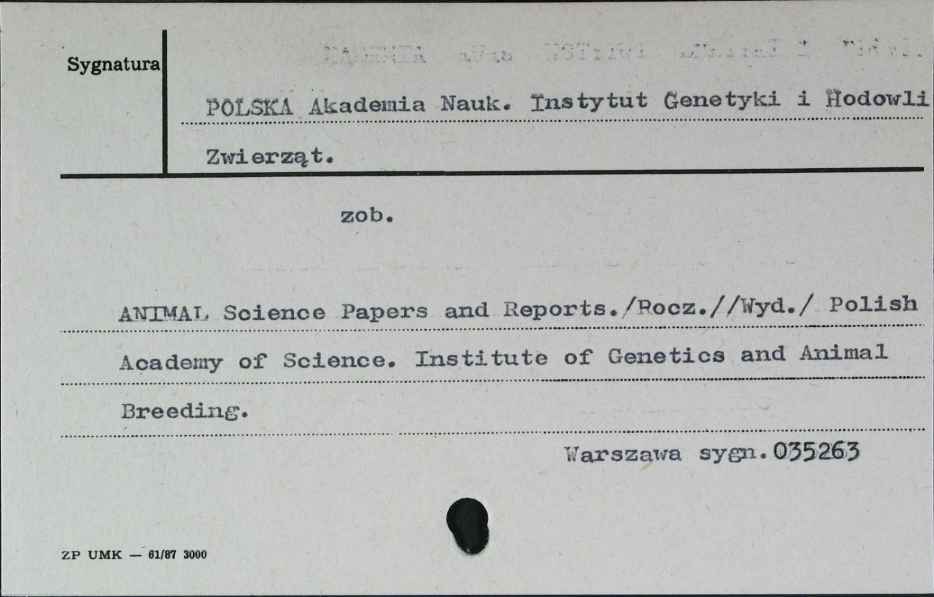 Sygnatura
POLSKA Akademia Nauk. Instytut Genetyki i Hodowli
Zwierząt.
zob.
ANIMAL Science Papers and Reports./Rocz.//Wyd./ Polish
Academy of Science. Institute of Genetics and Animal
Breeding.
Warszawa sygn.035263
ZP UMK — 61/87 3000